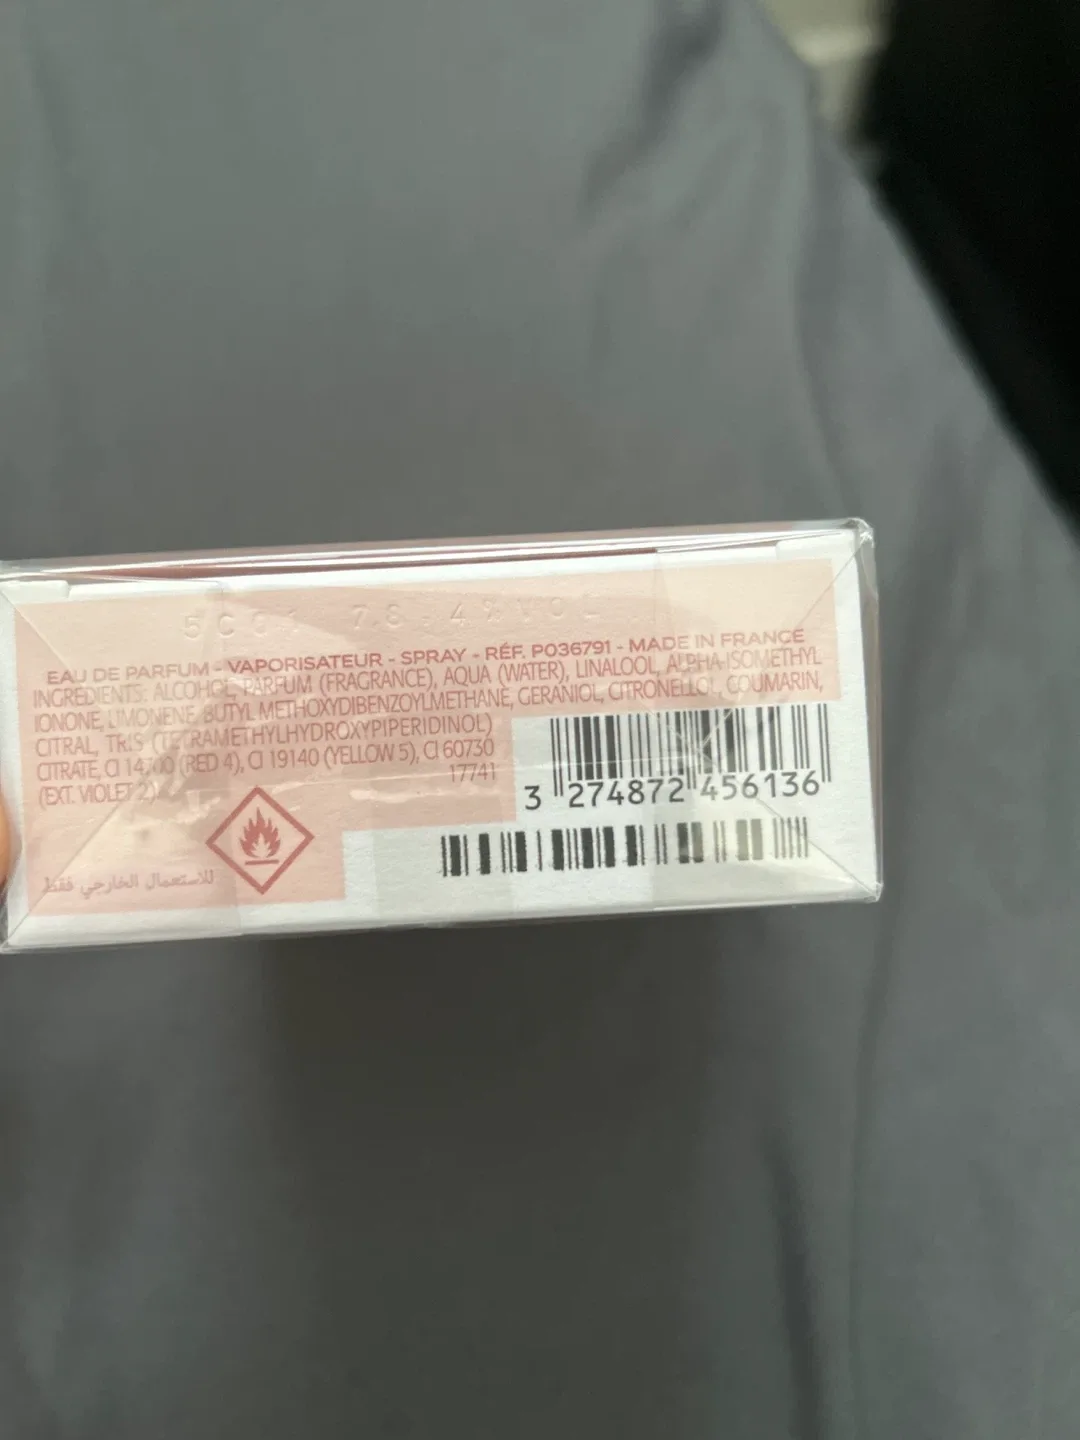 5C01 78.4%VOL
EAU DE PARFUM - VAPORISATEUR - SPRAY - RÉF. P036791 - MADE IN FRANCE
INGREDIENTS: ALCOHOL, PARFUM (FRAGRANCE), AQUA (WATER), LINALOOL, ALPHA-ISOMETHYL
IONONE, LIMONENE, BUTYL METHOXYDIBENZOYLMETHANE, GERANIOL, CITRONELLOL, COUMARIN,
CITRAL, TRIS (TETRAMETHYLHYDROXYPIPERIDINOL)
CITRATE, CI 14700 (RED 4), CI 19140 (YELLOW 5), CI 60730
(EXT. VIOLET 2).
17741
3 274872 456136
للاستعمال الخارجي فقط